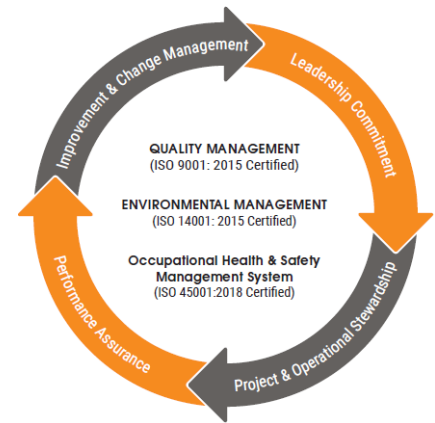 Improvement & Change Management
Leadership Commitment
QUALITY MANAGEMENT
(ISO 9001: 2015 Certified)
ENVIRONMENTAL MANAGEMENT
(ISO 14001: 2015 Certified)
Occupational Health & Safety
Management System
(ISO 45001:2018 Certified)
Project & Operational Stewardship
Performance Assurance